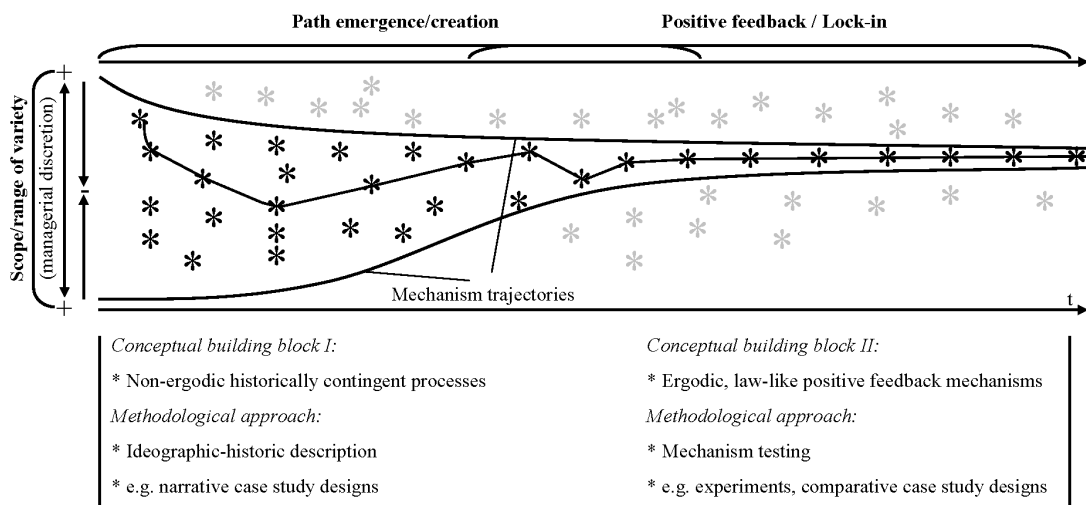 Path emergence/creation
Positive feedback / Lock-in
Scope/range of variety
(managerial discretion)
+
-
+
Mechanism trajectories
t
Conceptual building block I:
* Non-ergodic historically contingent processes
Methodological approach:
* Ideographic-historic description
* e.g. narrative case study designs
Conceptual building block II:
* Ergodic, law-like positive feedback mechanisms
Methodological approach:
* Mechanism testing
* e.g. experiments, comparative case study designs